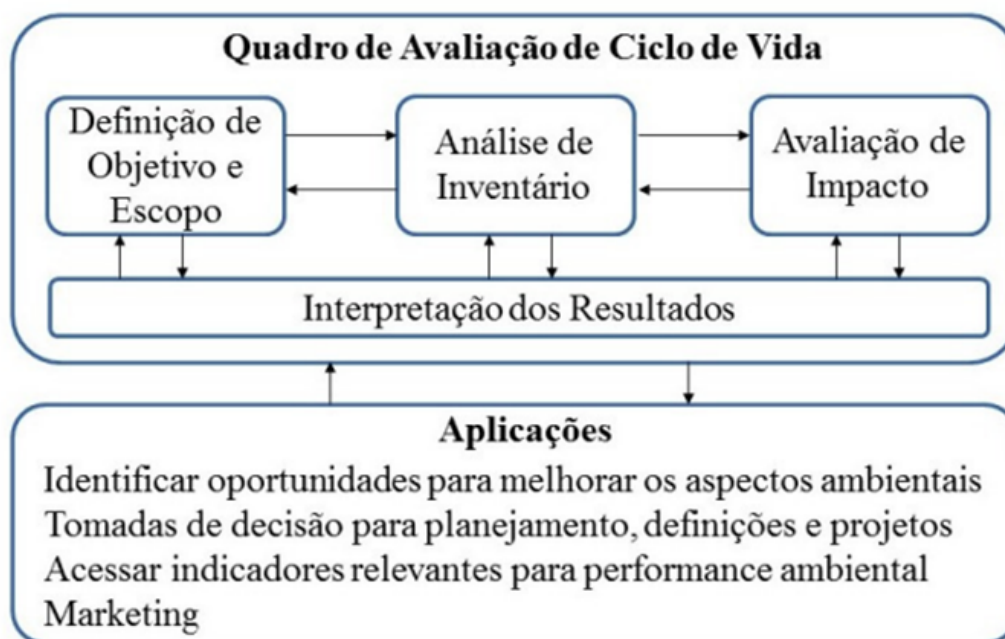 Quadro de Avaliação de Ciclo de Vida
Definição de
Objetivo e
Escopo
Análise de
Inventário
Avaliação de
Impacto
Interpretação dos Resultados
Aplicações
Identificar oportunidades para melhorar os aspectos ambientais
Tomadas de decisão para planejamento, definições e projetos
Acessar indicadores relevantes para performance ambiental
Marketing